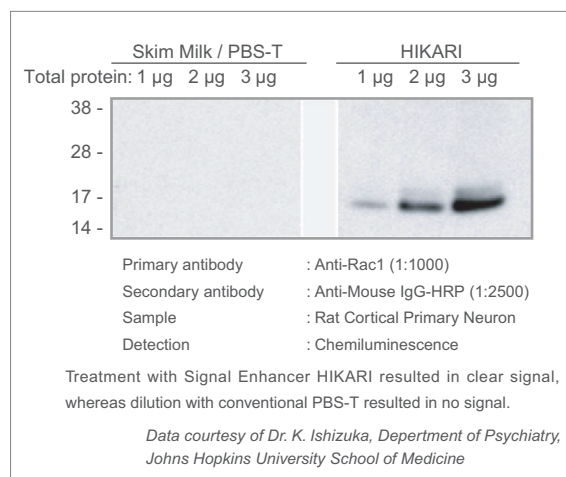 Skim Milk / PBS-T HIKARI
Total protein: 1 µg 2 µg 3 µg 1 µg 2 µg 3 µg
38 -
28 -
17 -
14 -
Primary antibody : Anti-Rac1 (1:1000)
Secondary antibody : Anti-Mouse IgG-HRP (1:2500)
Sample : Rat Cortical Primary Neuron
Detection : Chemiluminescence
Treatment with Signal Enhancer HIKARI resulted in clear signal,
whereas dilution with conventional PBS-T resulted in no signal.
Data courtesy of Dr. K. Ishizuka, Depertment of Psychiatry,
Johns Hopkins University School of Medicine